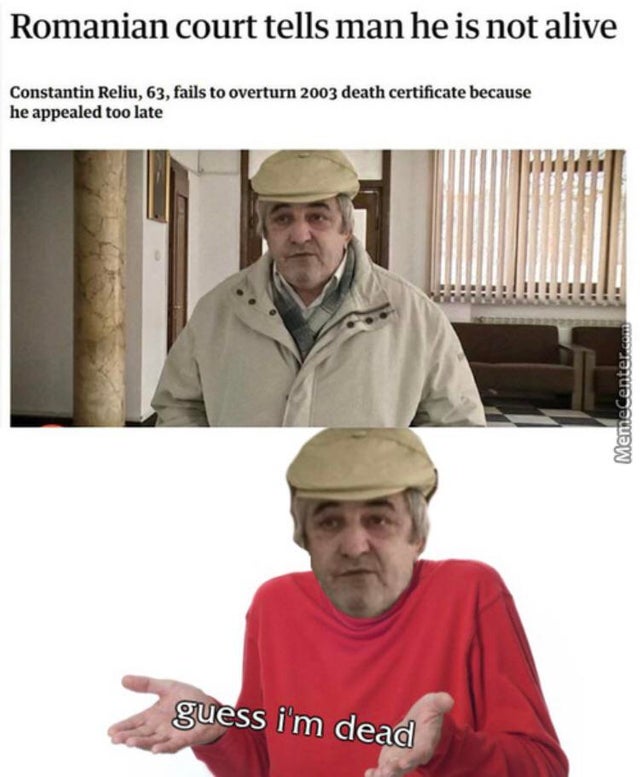 Romanian court tells man he is not alive
Constantin Reliu, 63, fails to overturn 2003 death certificate because
he appealed too late
MemeCenter.com
guess i'm dead